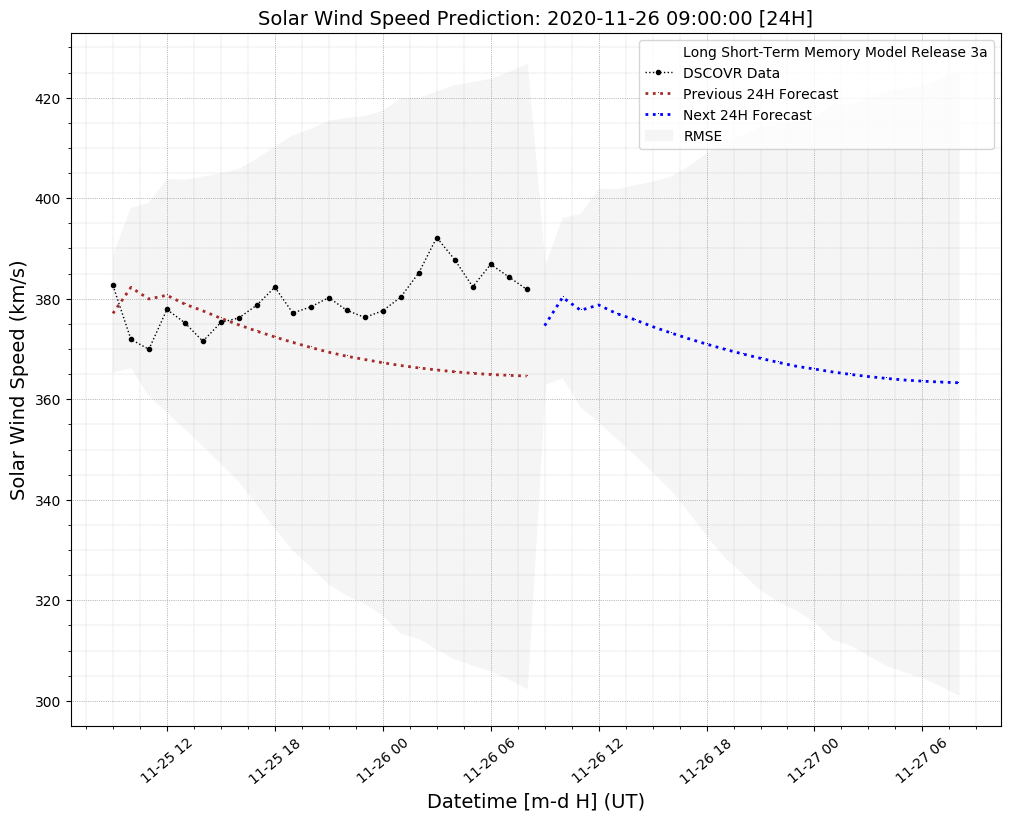 Solar Wind Speed Prediction: 2020-11-26 09:00:00 [24H]
Long Short-Term Memory Model Release 3a
DSCOVR Data
Previous 24H Forecast
Next 24H Forecast
RMSE
Solar Wind Speed (km/s)
420
400
380
360
340
320
300
11-25 12
11-25 18
11-26 00
11-26 06
11-26 12
11-26 18
11-27 00
11-27 06
Datetime [m-d H] (UT)